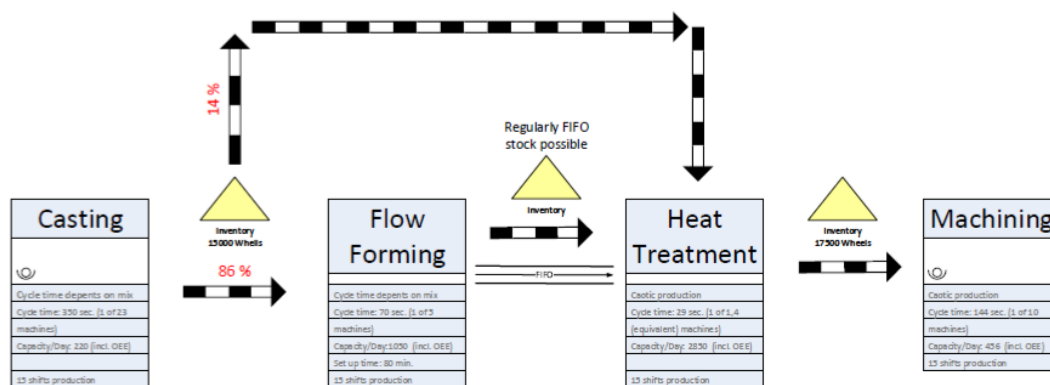 14 %
Regularly FIFO
stock possible
Casting
Inventory
15000 Whells
86 %
Cycle time depents on mix
Cycle time: 350 sec. (1 of 23
machines)
Capacity/Day: 220 (incl. OEE)
15 shifts production
Flow
Forming
Cycle time depents on mix
Cycle time: 70 sec. (1 of 5
machines)
Capacity/Day:1050 (incl. OEE)
Set up time: 80 min.
15 shifts production
Inventory
FIFO
Heat
Treatment
Caotic production
Cycle time: 29 sec. (1 of 1,4
(equivalent) machines)
Capacity/Day: 2850 (incl. OEE)
15 shifts production
Inventory
17500 Wheels
Machining
Caotic production
Cycle time: 144 sec. (1 of 10
machines)
Capacity/Day: 456 (incl. OEE)
15 shifts production